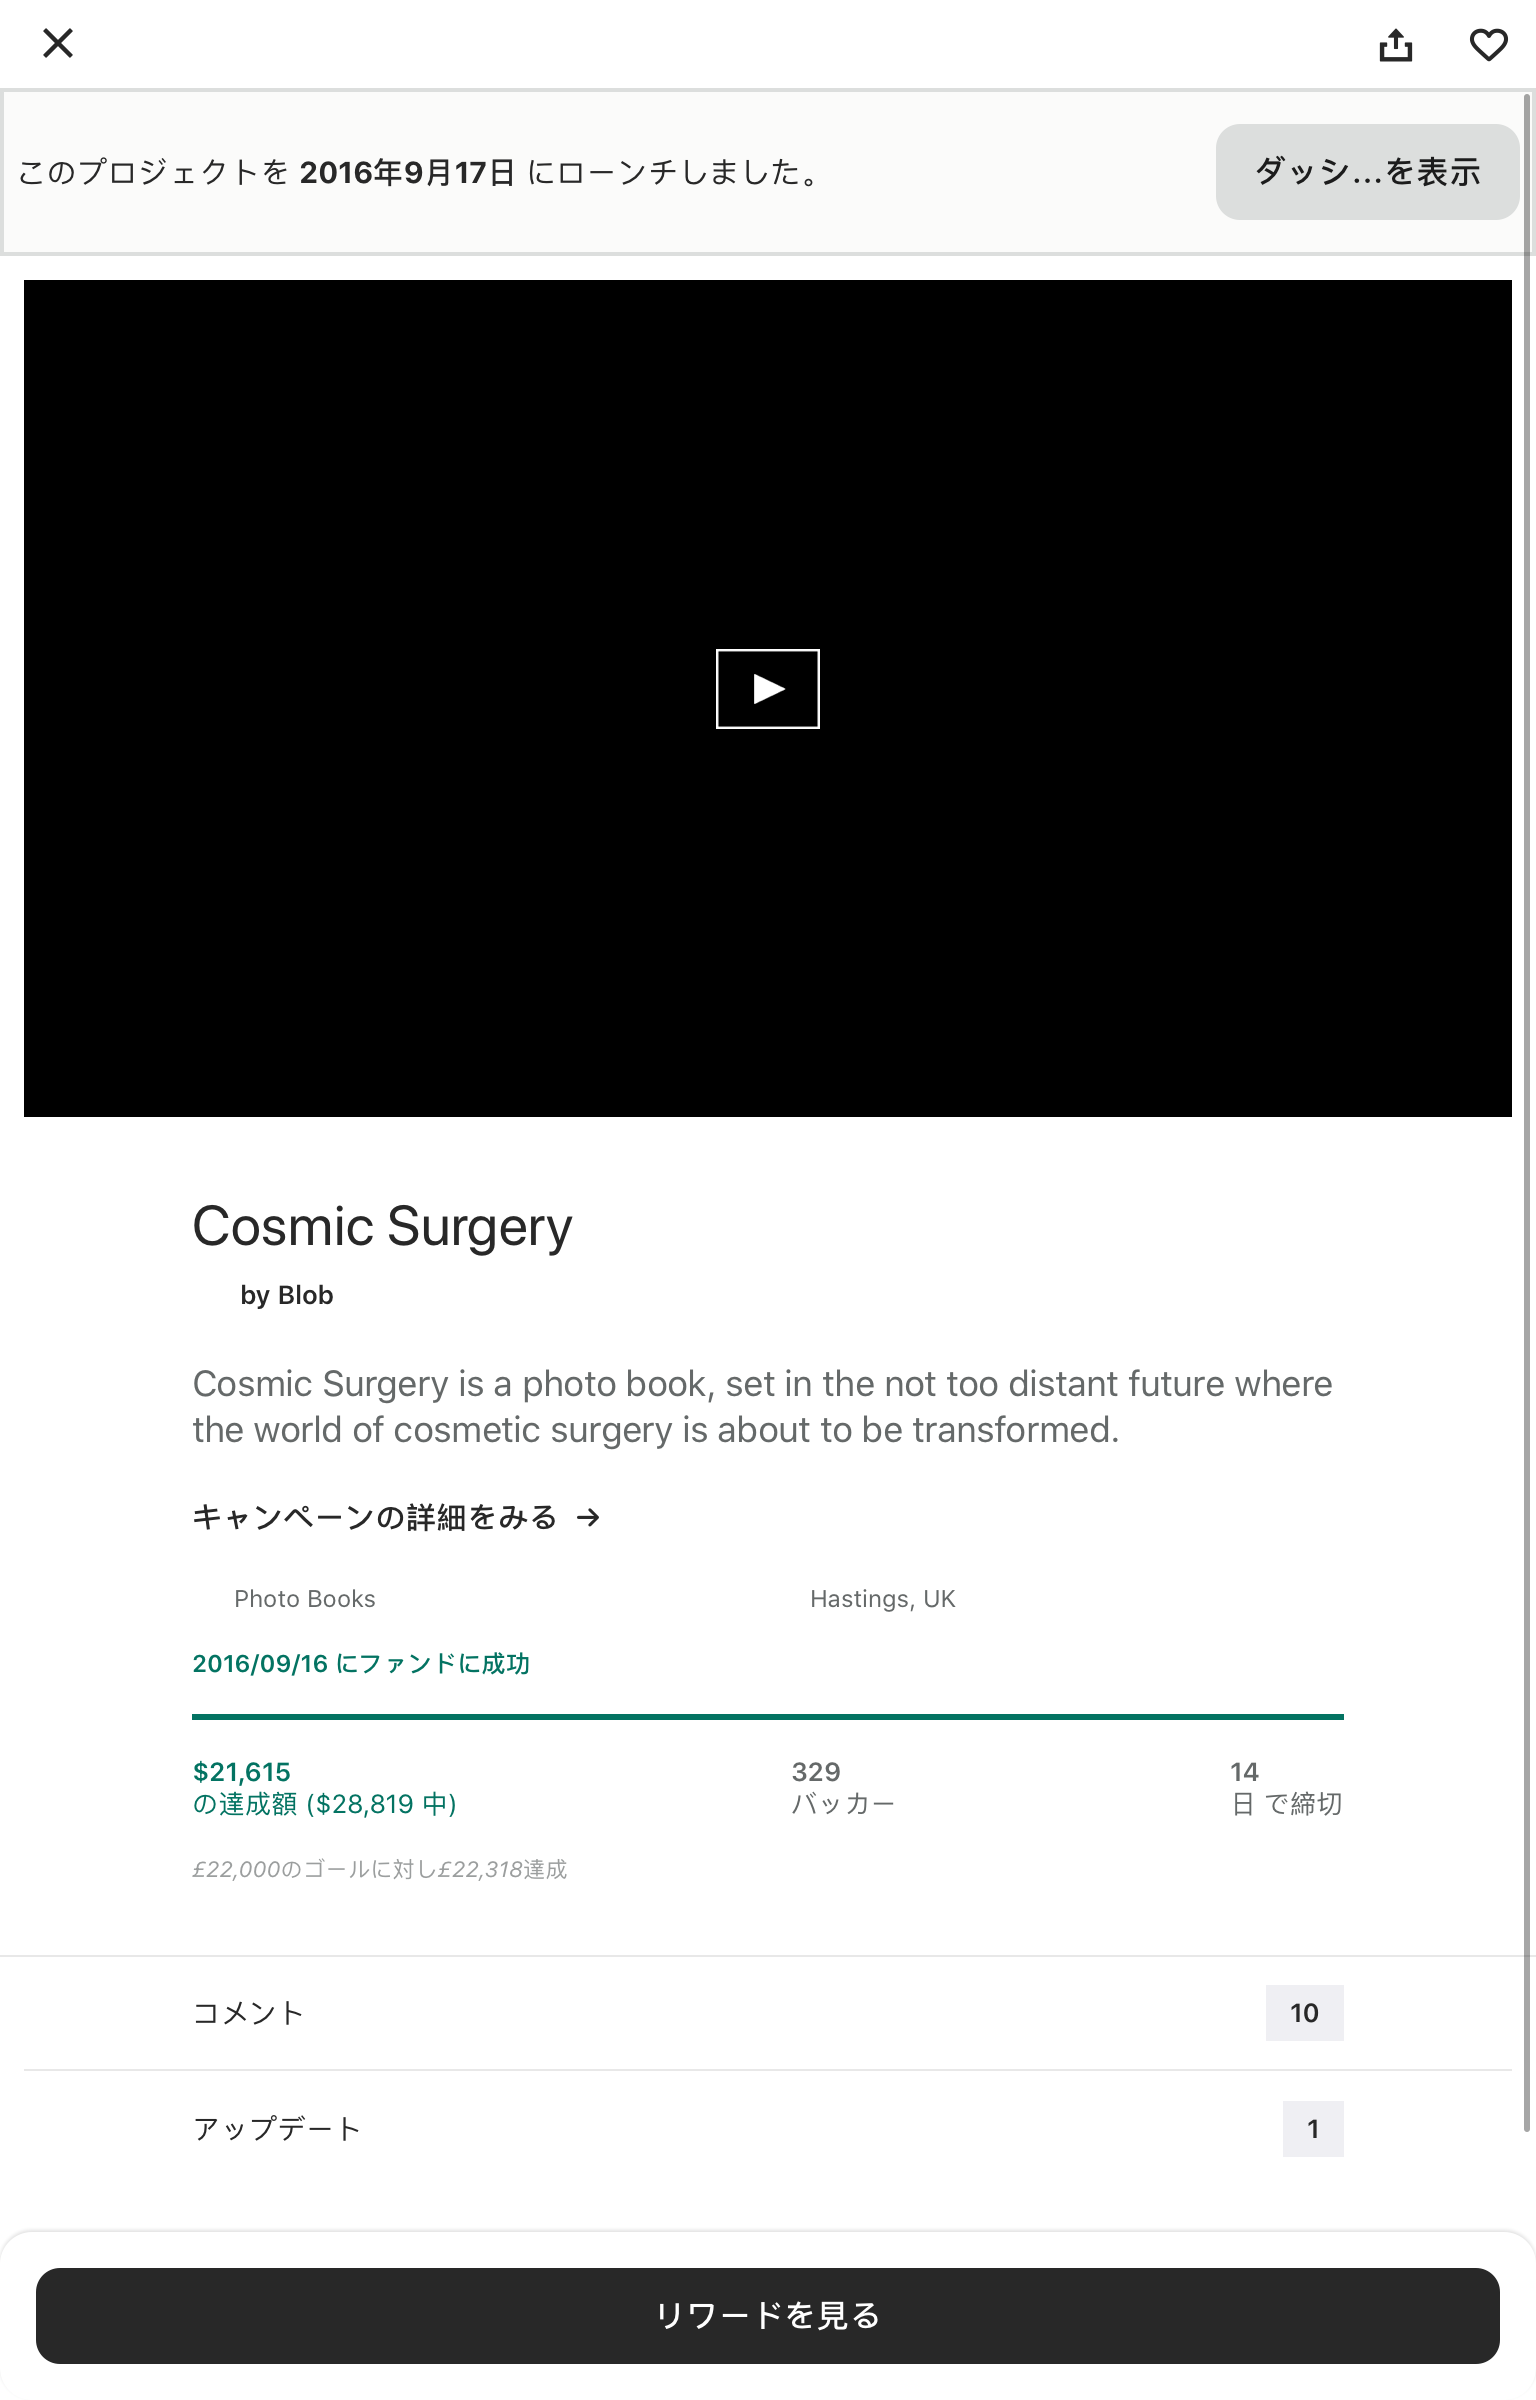 このプロジェクトを 2016年9月17日 にローンチしました。
ダッシ...を表示
Cosmic Surgery
by Blob
Cosmic Surgery is a photo book, set in the not too distant future where
the world of cosmetic surgery is about to be transformed.
キャンペーンの詳細をみる →
Photo Books
Hastings, UK
2016/09/16 にファンドに成功
$21,615
の達成額 ($28,819 中)
329
バッカー
14
日 で締切
£22,000のゴールに対し£22,318達成
コメント
10
アップデート
1
リワードを見る